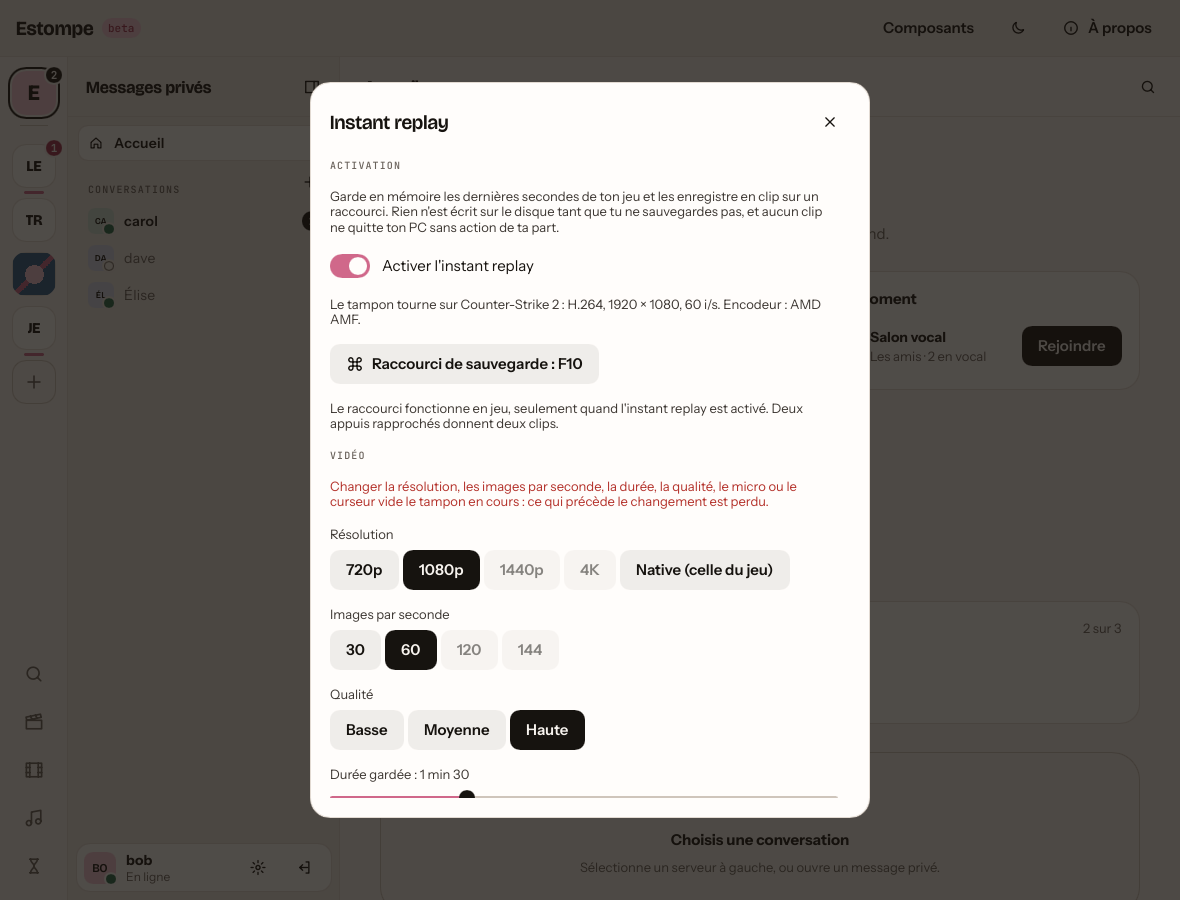 Estompe beta
Composants
À propos
E 2
Messages privés
LE 1
Accueil
CONVERSATIONS
TR
CA carol
DA dave
ÉL Élise
JE
nd.
oment
Salon vocal
Les amis · 2 en vocal
Rejoindre
2 sur 3
Instant replay
ACTIVATION
Garde en mémoire les dernières secondes de ton jeu et les enregistre en clip sur un
raccourci. Rien n'est écrit sur le disque tant que tu ne sauvegardes pas, et aucun clip
ne quitte ton PC sans action de ta part.
Activer l'instant replay
Le tampon tourne sur Counter-Strike 2 : H.264, 1920 × 1080, 60 i/s. Encodeur : AMD
AMF.
Raccourci de sauvegarde : F10
Le raccourci fonctionne en jeu, seulement quand l'instant replay est activé. Deux
appuis rapprochés donnent deux clips.
VIDÉO
Changer la résolution, les images par seconde, la durée, la qualité, le micro ou le
curseur vide le tampon en cours : ce qui précède le changement est perdu.
Résolution
720p 1080p 1440p 4K Native (celle du jeu)
Images par seconde
30 60 120 144
Qualité
Basse Moyenne Haute
Durée gardée : 1 min 30
Choisis une conversation
Sélectionne un serveur à gauche, ou ouvre un message privé.
BO bob
En ligne